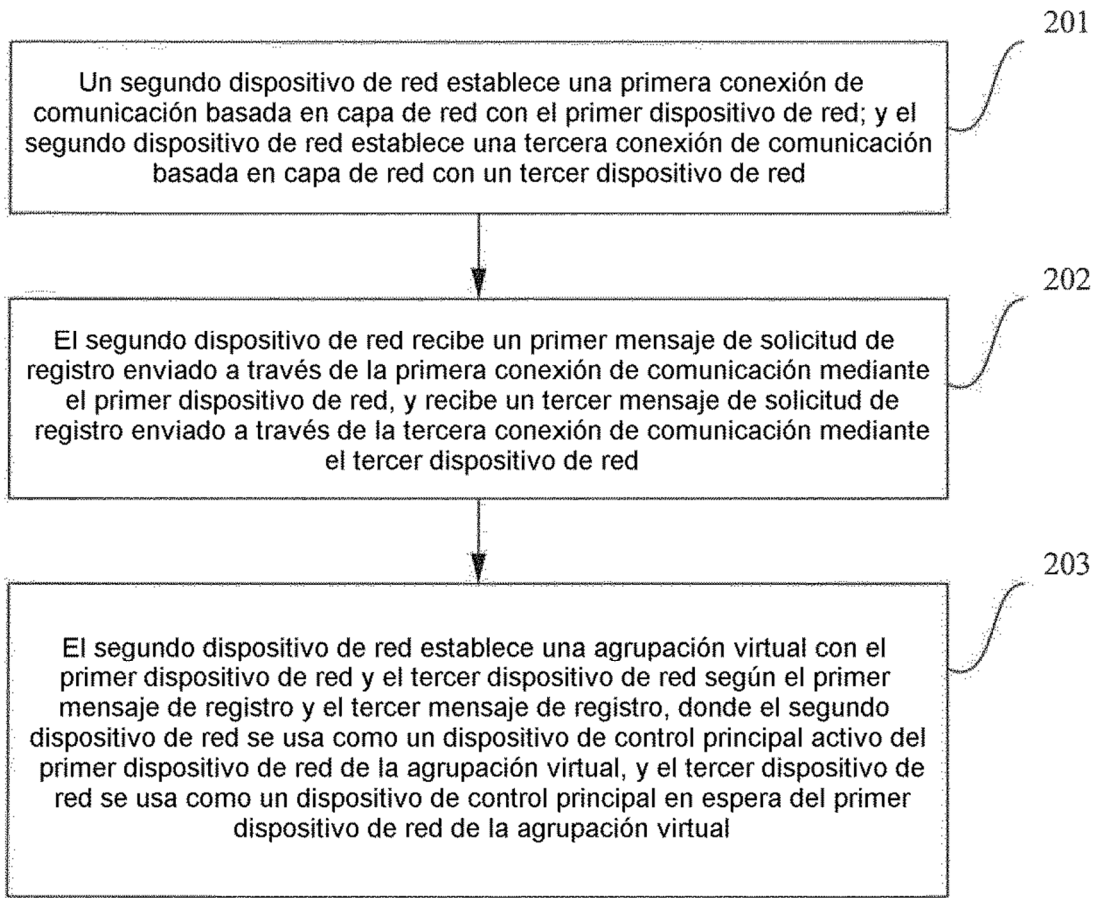 201
Un segundo dispositivo de red establece una primera conexión de
comunicación basada en capa de red con el primer dispositivo de red; y el
segundo dispositivo de red establece una tercera conexión de comunicación
basada en capa de red con un tercer dispositivo de red
202
El segundo dispositivo de red recibe un primer mensaje de solicitud de
registro enviado a través de la primera conexión de comunicación mediante
el primer dispositivo de red, y recibe un tercer mensaje de solicitud de
registro enviado a través de la tercera conexión de comunicación mediante
el tercer dispositivo de red
203
El segundo dispositivo de red establece una agrupación virtual con el
primer dispositivo de red y el tercer dispositivo de red según el primer
mensaje de registro y el tercer mensaje de registro, donde el segundo
dispositivo de red se usa como un dispositivo de control principal activo del
primer dispositivo de red de la agrupación virtual, y el tercer dispositivo de
red se usa como un dispositivo de control principal en espera del primer
dispositivo de red de la agrupación virtual